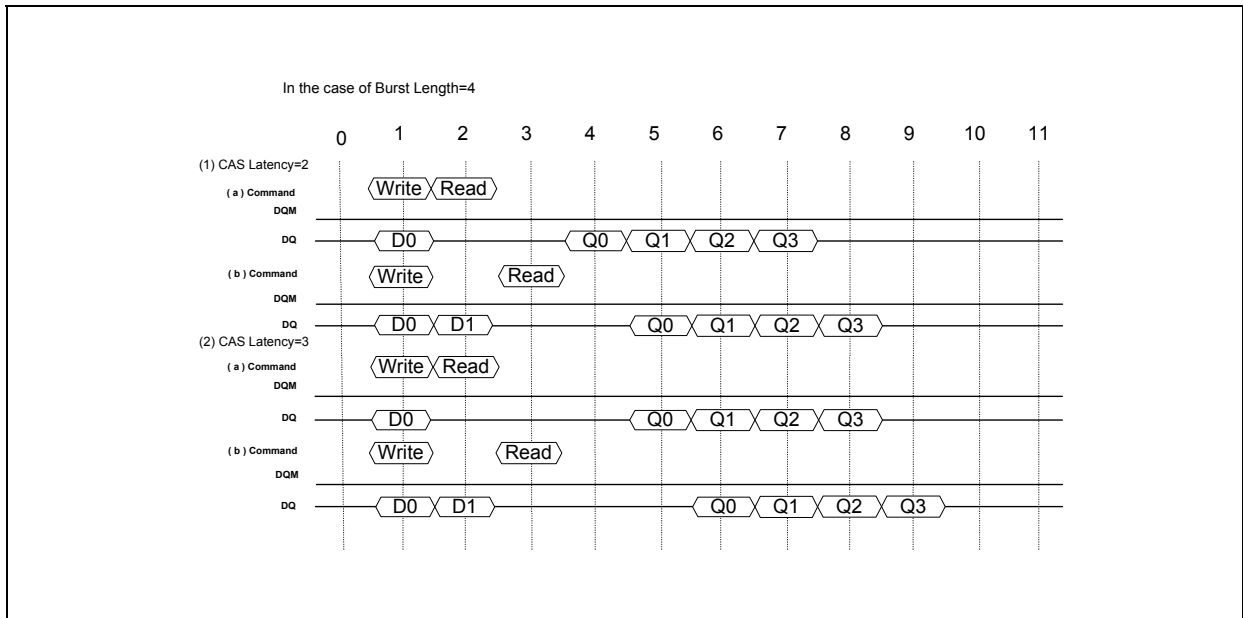 In the case of Burst Length=4
0 1 2 3 4 5 6 7 8 9 10 11
(1) CAS Latency=2
( a ) Command Write Read
DQM
DQ D0 Q0 Q1 Q2 Q3
( b ) Command Write Read
DQM
DQ D0 D1 Q0 Q1 Q2 Q3
(2) CAS Latency=3
( a ) Command Write Read
DQM
DQ D0 Q0 Q1 Q2 Q3
( b ) Command Write Read
DQM
DQ D0 D1 Q0 Q1 Q2 Q3